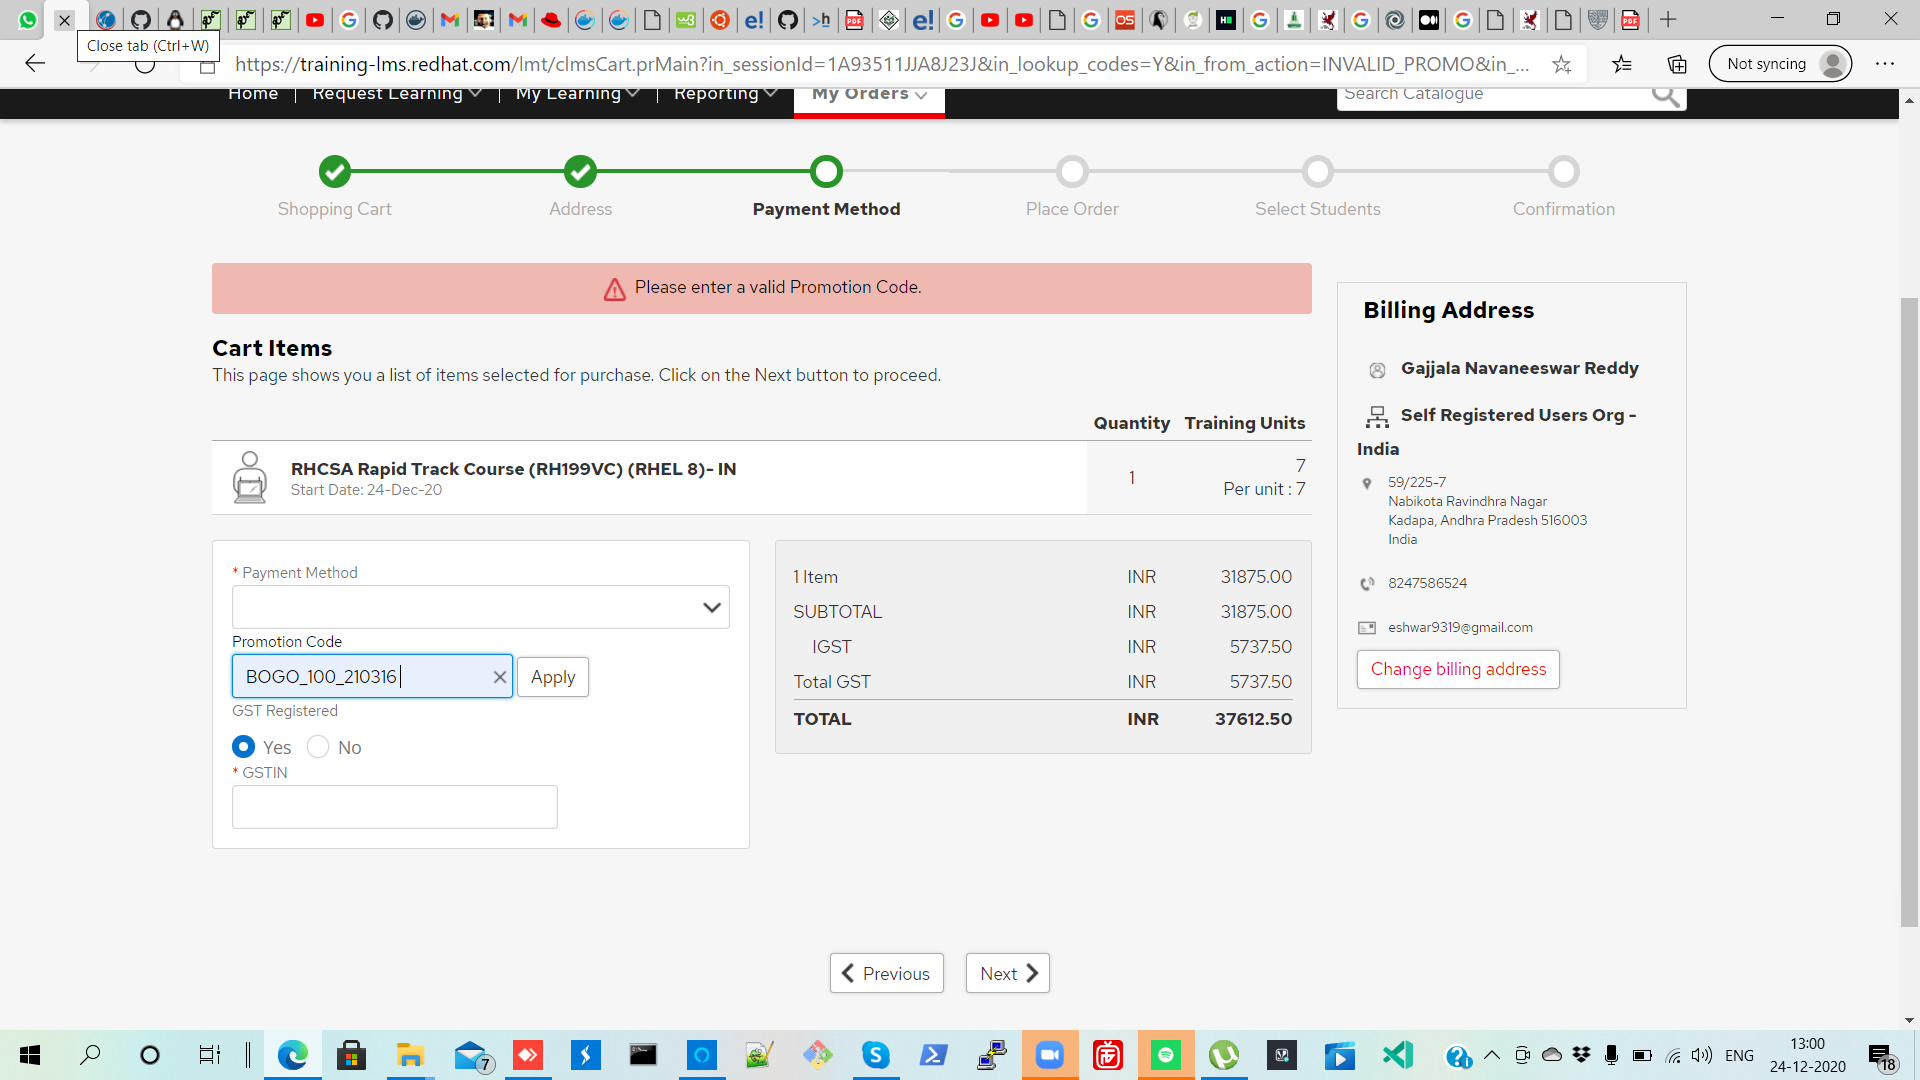 Close tab (Ctrl+W)
https://training-lms.redhat.com/lmt/clmsCart.prMain?in_sessionId=1A93511JJA8J23J&in_lookup_codes=Y&in_from_action=INVALID_PROMO&in_...
Not syncing
Home
Request Learning
My Learning
Reporting
My Orders
Search Catalogue
Shopping Cart
Address
Payment Method
Place Order
Select Students
Confirmation
Please enter a valid Promotion Code.
Cart Items
This page shows you a list of items selected for purchase. Click on the Next button to proceed.
Quantity Training Units
RHCSA Rapid Track Course (RH199VC) (RHEL 8)- IN
Start Date: 24-Dec-20
1
7
Per unit : 7
* Payment Method
Promotion Code
BOGO_100_210316
Apply
GST Registered
Yes No
* GSTIN
1 Item INR 31875.00
SUBTOTAL INR 31875.00
IGST INR 5737.50
Total GST INR 5737.50
TOTAL INR 37612.50
Billing Address
Gajjala Navaneeswar Reddy
Self Registered Users Org -
India
59/225-7
Nabikota Ravindhra Nagar
Kadapa, Andhra Pradesh 516003
India
8247586524
eshwar9319@gmail.com
Change billing address
Previous
Next
7
ENG
13:00
24-12-2020
18